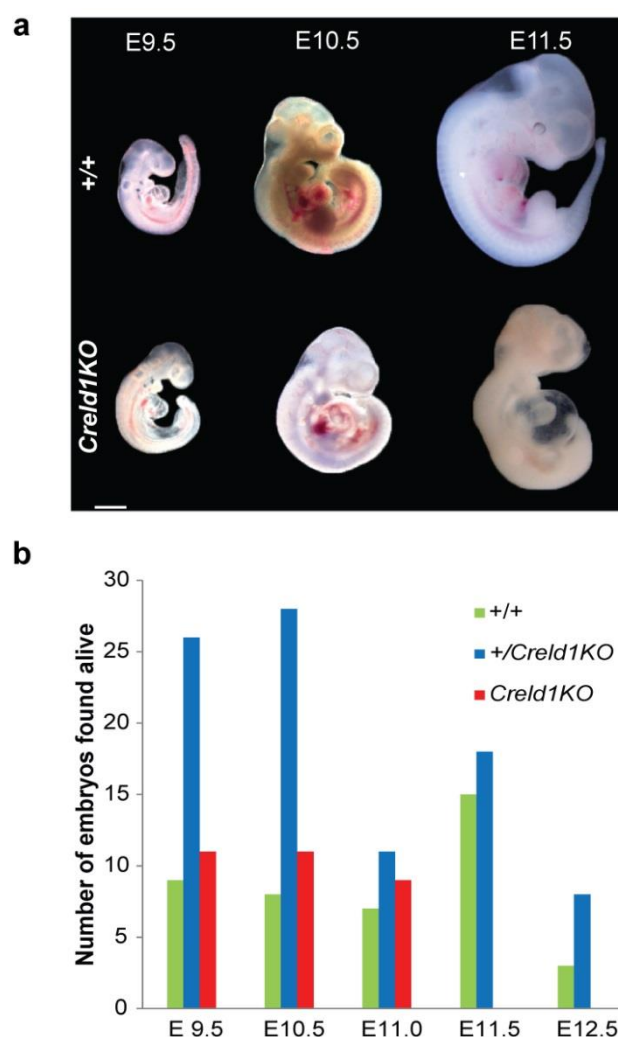 a
E9.5 E10.5 E11.5
+/+
Creld1KO
b
Number of embryos found alive
30
25
20
15
10
5
0
+/+
+/Creld1KO
Creld1KO
E 9.5 E10.5 E11.0 E11.5 E12.5